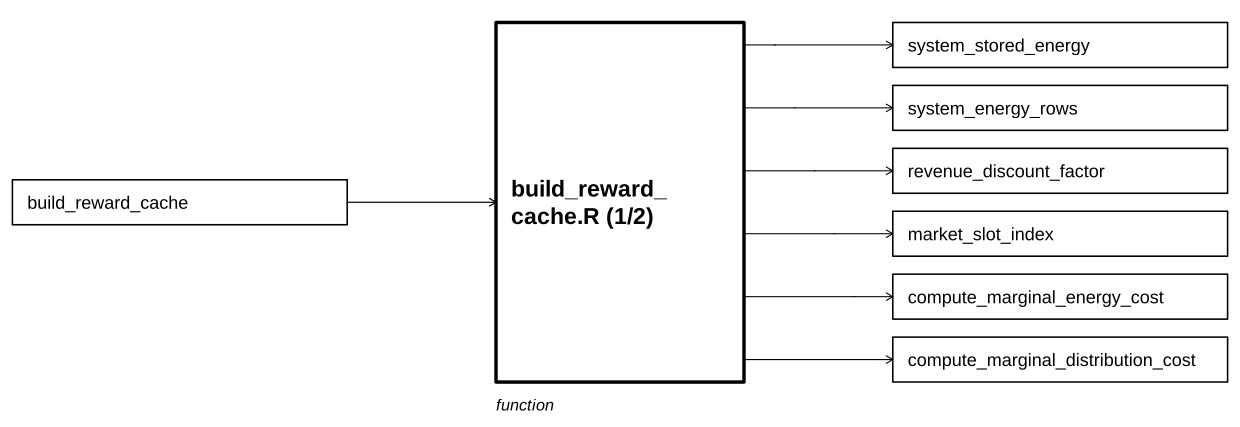 build_reward_cache
build_reward_
cache.R (1/2)
function
system_stored_energy
system_energy_rows
revenue_discount_factor
market_slot_index
compute_marginal_energy_cost
compute_marginal_distribution_cost